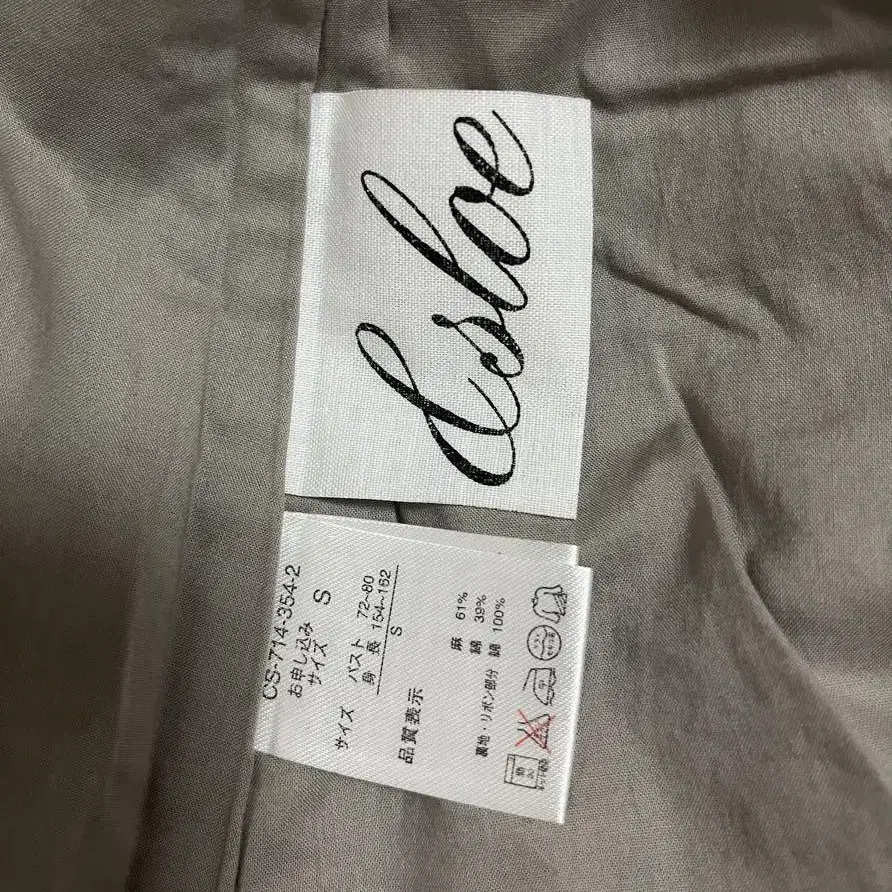 dsloe
CS-714-354-2
お申し込み
サイズ S
サイズ バスト 72~80
身長 154~162
S
品質表示
麻 61%
綿 39%
裏地・リボン部分 綿 100%